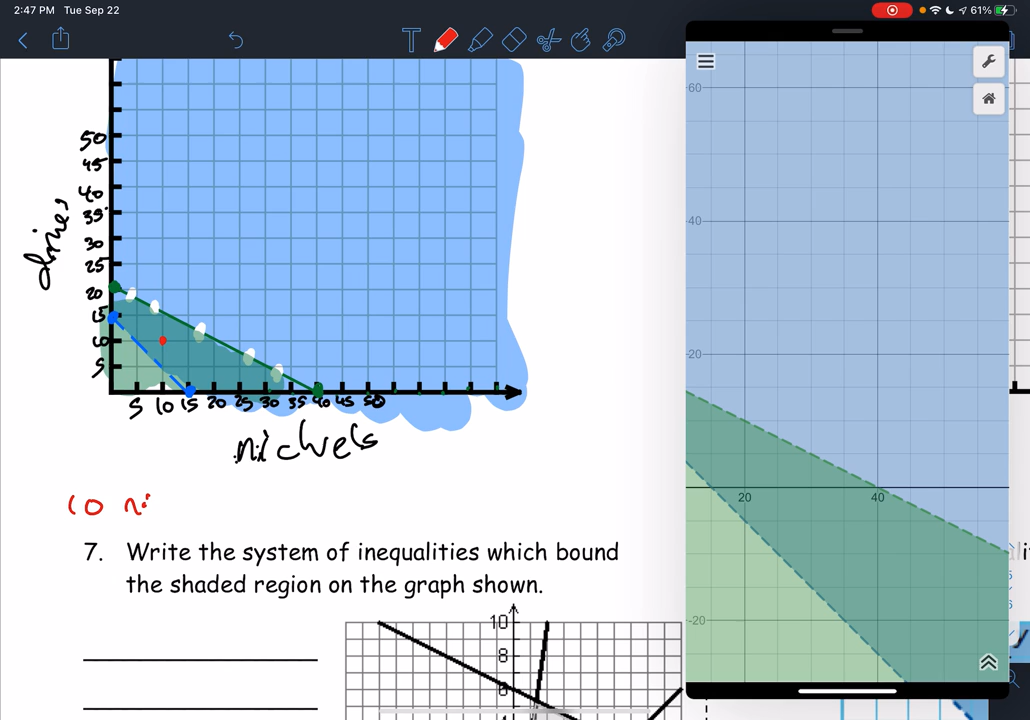 2:47 PM Tue Sep 22
61%
T
50
45
40
35
30
25
20
15
10
5
5 10 15 20 25 30 35 40 45 50
nickels
10 ni
7. Write the system of inequalities which bound
the shaded region on the graph shown.
10
8
6
60
40
20
20 40
-20